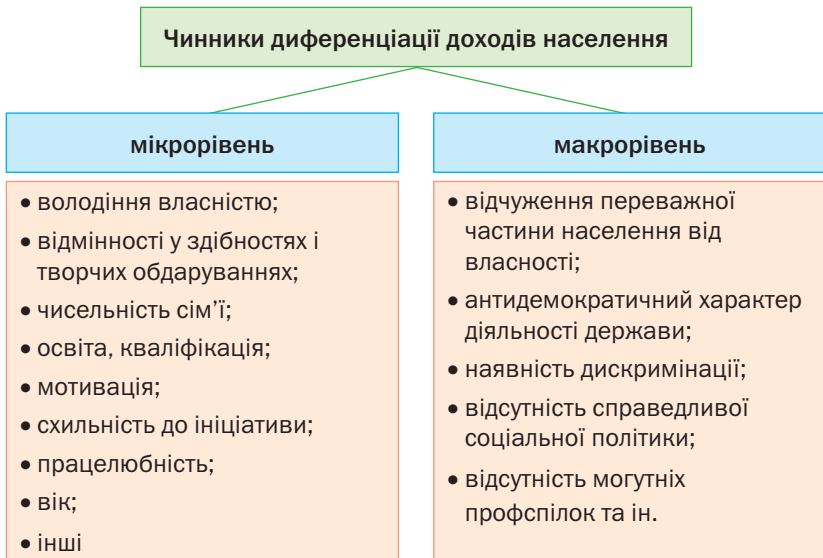 Чинники диференціації доходів населення
мікрорівень
• володіння власністю;
• відмінності у здібностях і
творчих обдаруваннях;
• чисельність сім’ї;
• освіта, кваліфікація;
• мотивація;
• схильність до ініціативи;
• працелюбність;
• вік;
• інші
макрорівень
• відчуження переважної
частини населення від
власності;
• антидемократичний характер
діяльності держави;
• наявність дискримінації;
• відсутність справедливої
соціальної політики;
• відсутність могутніх
профспілок та ін.